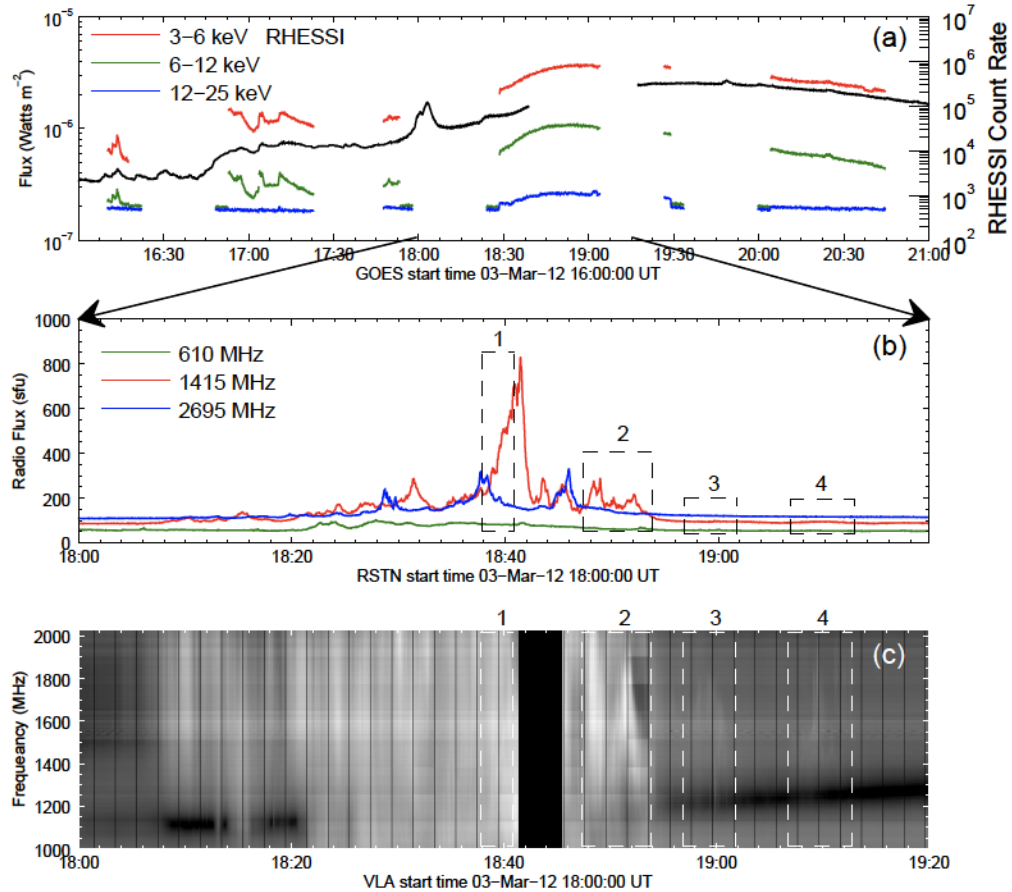 (a)
3−6 keV RHESSI
6−12 keV
12−25 keV
Flux (Watts m⁻²)
10⁻⁵
10⁻⁶
10⁻⁷
RHESSI Count Rate
10⁷
10⁶
10⁵
10⁴
10³
10²
16:30 17:00 17:30 18:00 18:30 19:00 19:30 20:00 20:30 21:00
GOES start time 03−Mar−12 16:00:00 UT
(b)
610 MHz
1415 MHz
2695 MHz
1 2 3 4
Radio Flux (sfu)
1000
800
600
400
200
0
18:00 18:20 18:40 19:00
RSTN start time 03−Mar−12 18:00:00 UT
1 2 3 4
(c)
Frequeancy (MHz)
2000
1800
1600
1400
1200
1000
18:00 18:20 18:40 19:00 19:20
VLA start time 03−Mar−12 18:00:00 UT